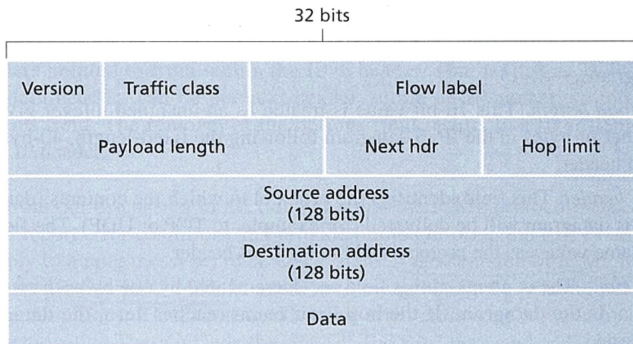 32 bits
Version Traffic class Flow label
Payload length Next hdr Hop limit
Source address
(128 bits)
Destination address
(128 bits)
Data